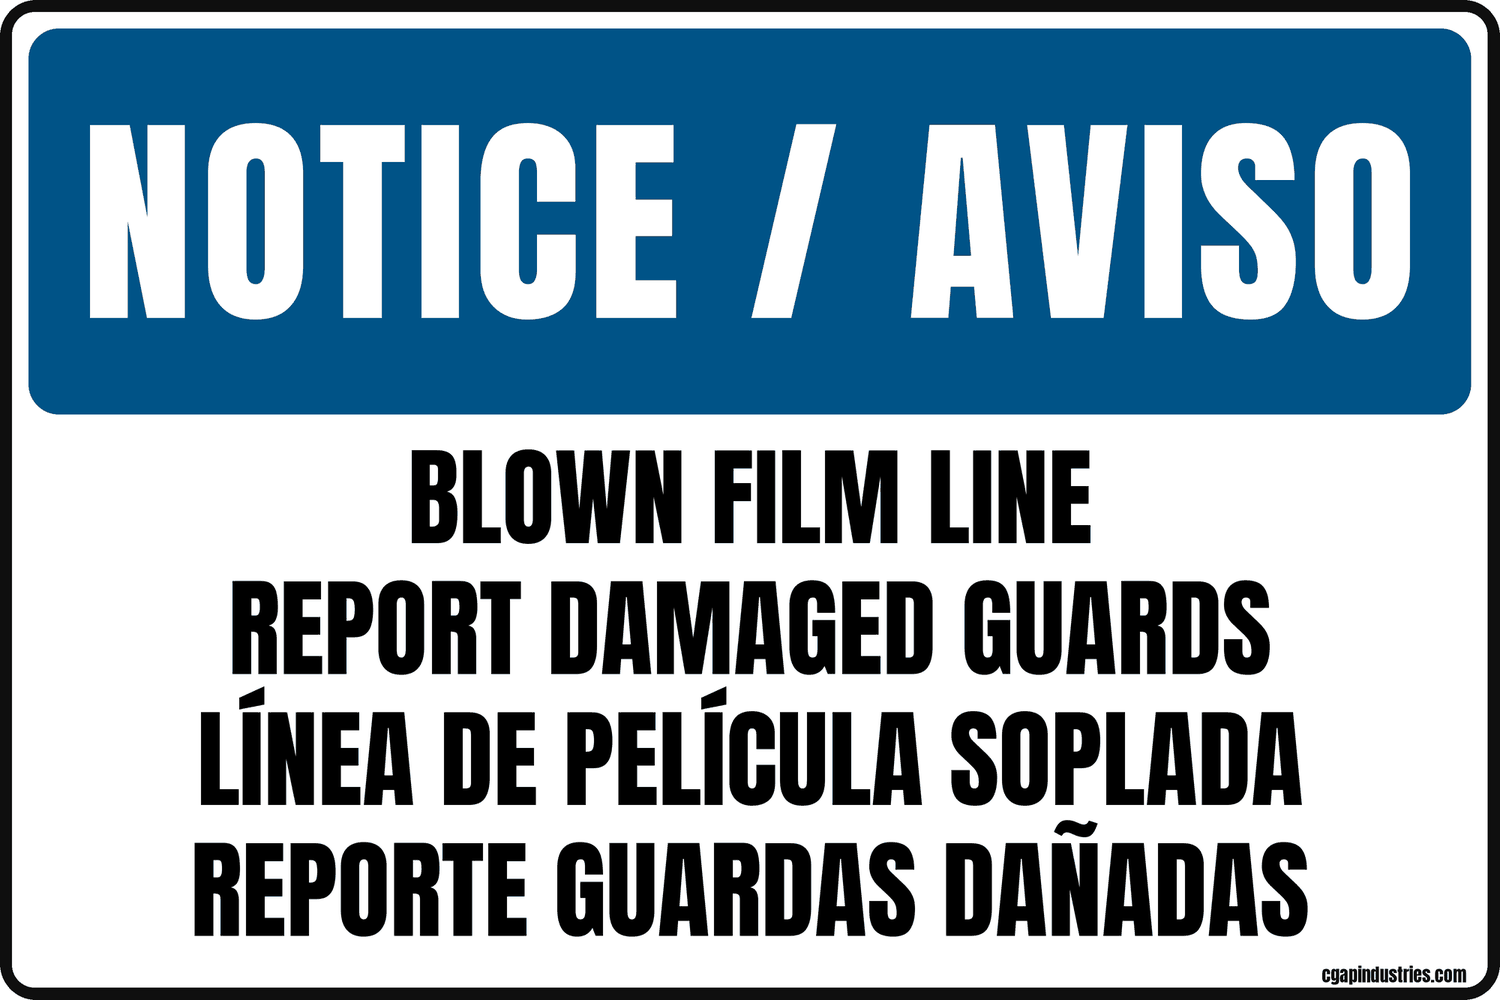 NOTICE / AVISO
BLOWN FILM LINE
REPORT DAMAGED GUARDS
LÍNEA DE PELÍCULA SOPLADA
REPORTE GUARDAS DAÑADAS
cgapindustries.com